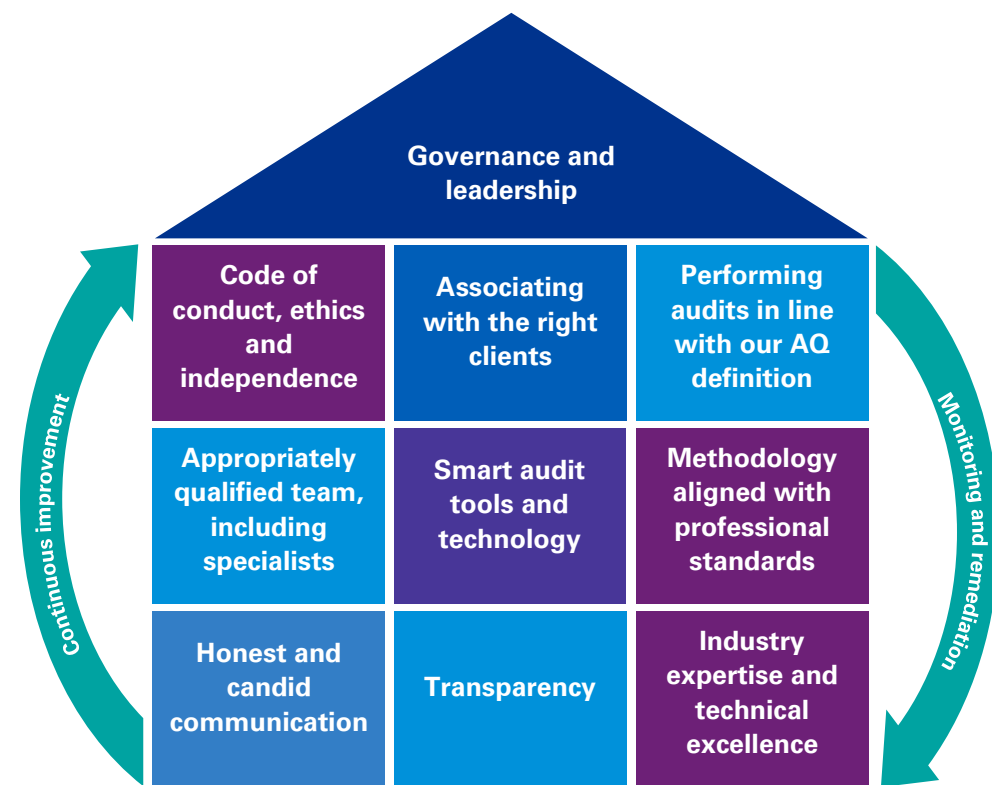 Governance and
leadership
Code of
conduct, ethics
and
independence
Associating
with the right
clients
Performing
audits in line
with our AQ
definition
Appropriately
qualified team,
including
specialists
Smart audit
tools and
technology
Methodology
aligned with
professional
standards
Honest and
candid
communication
Transparency
Industry
expertise and
technical
excellence
Continuous improvement
Monitoring and remediation